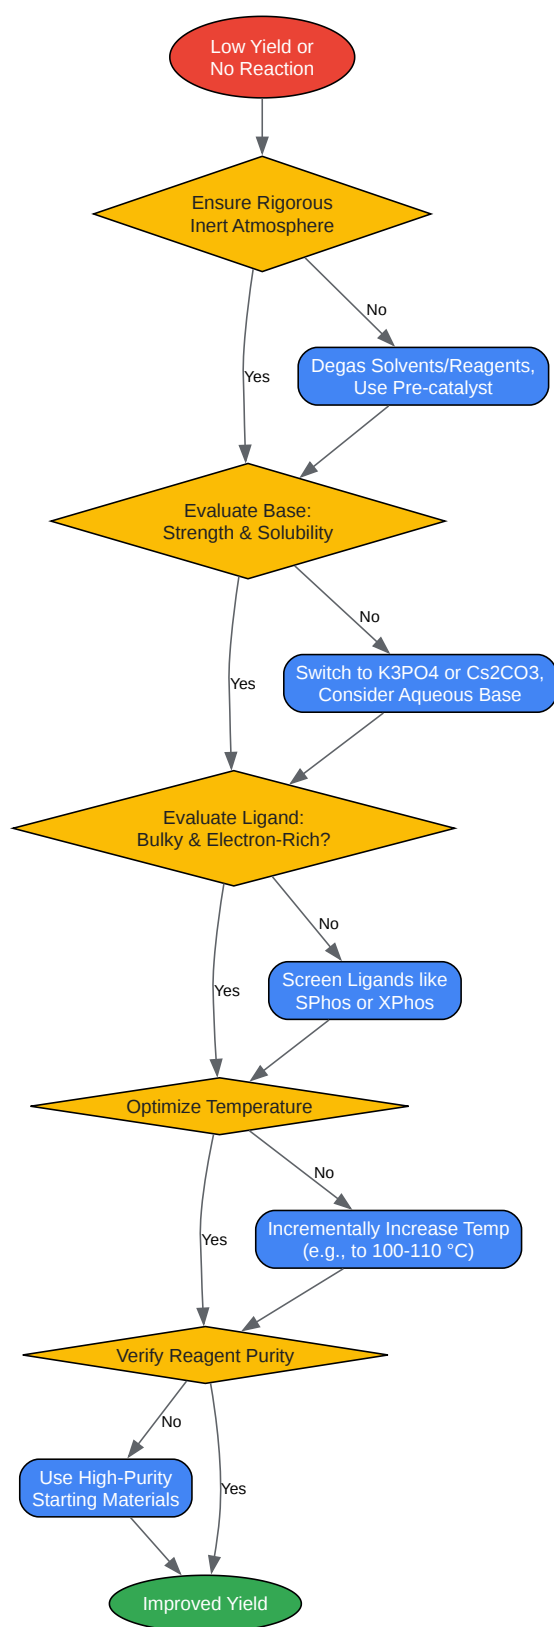 Low Yield or
No Reaction
Ensure Rigorous
Inert Atmosphere
No
Yes
Degas Solvents/Reagents,
Use Pre-catalyst
Evaluate Base:
Strength & Solubility
No
Yes
Switch to K3PO4 or Cs2CO3,
Consider Aqueous Base
Evaluate Ligand:
Bulky & Electron-Rich?
No
Yes
Screen Ligands like
SPhos or XPhos
Optimize Temperature
No
Yes
Incrementally Increase Temp
(e.g., to 100-110 °C)
Verify Reagent Purity
No
Yes
Use High-Purity
Starting Materials
Improved Yield